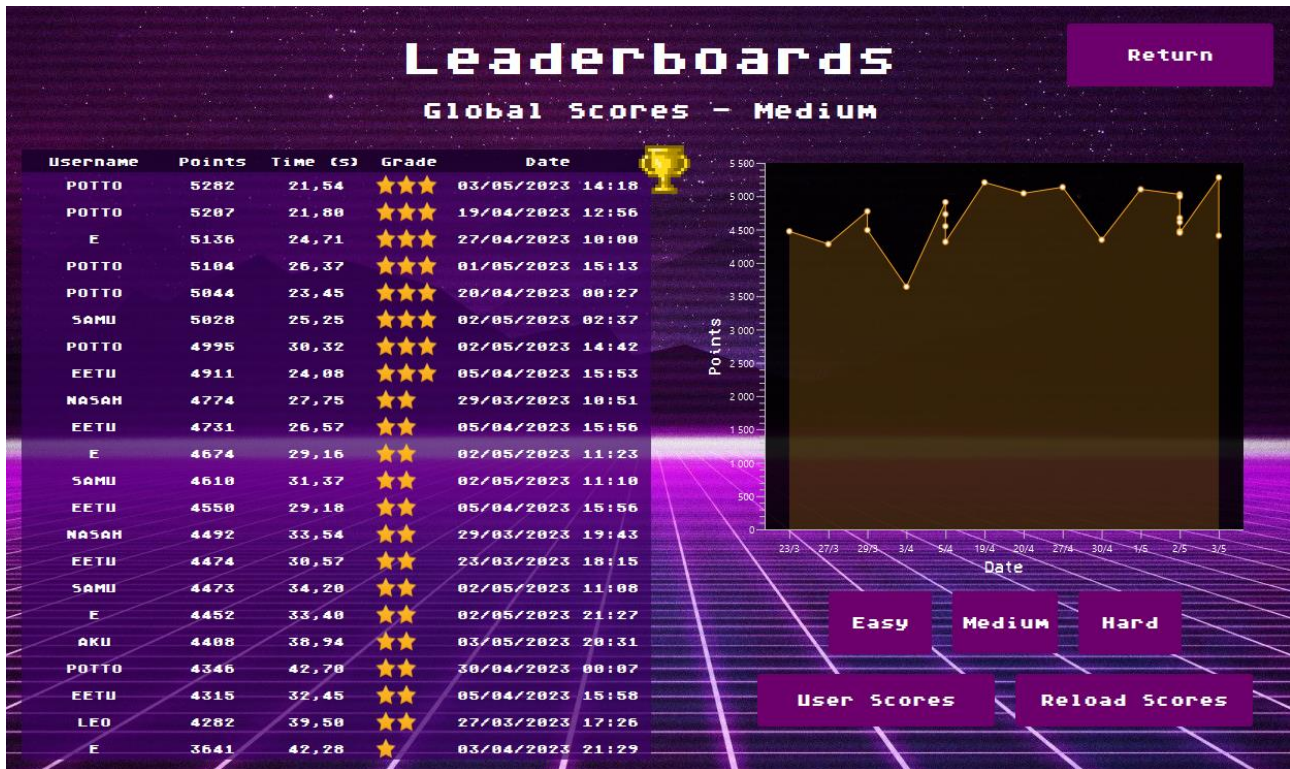 Leaderboards
Return
Global Scores - Medium
Username Points Time (s) Grade Date
POTTO 5282 21,54 03/05/2023 14:18
POTTO 5207 21,80 19/04/2023 12:56
E 5136 24,71 27/04/2023 10:00
POTTO 5104 26,37 01/05/2023 15:13
POTTO 5044 23,45 20/04/2023 00:27
SAMU 5028 25,25 02/05/2023 02:37
POTTO 4995 30,32 02/05/2023 14:42
EETU 4911 24,08 05/04/2023 15:53
NASAH 4774 27,75 29/03/2023 10:51
EETU 4731 26,57 05/04/2023 15:56
E 4674 29,16 02/05/2023 11:23
SAMU 4610 31,37 02/05/2023 11:10
EETU 4550 29,18 05/04/2023 15:56
NASAH 4492 33,54 29/03/2023 19:43
EETU 4474 30,57 23/03/2023 18:15
SAMU 4473 34,20 02/05/2023 11:08
E 4452 33,40 02/05/2023 21:27
AKU 4408 38,94 03/05/2023 20:31
POTTO 4346 42,70 30/04/2023 00:07
EETU 4315 32,45 05/04/2023 15:58
LEO 4282 39,50 27/03/2023 17:26
E 3641 42,28 03/04/2023 21:29
Points
5 500
5 000
4 500
4 000
3 500
3 000
2 500
2 000
1 500
1 000
500
0
23/3 27/3 29/3 3/4 5/4 19/4 20/4 27/4 30/4 1/5 2/5 3/5
Date
Easy Medium Hard
User Scores Reload Scores